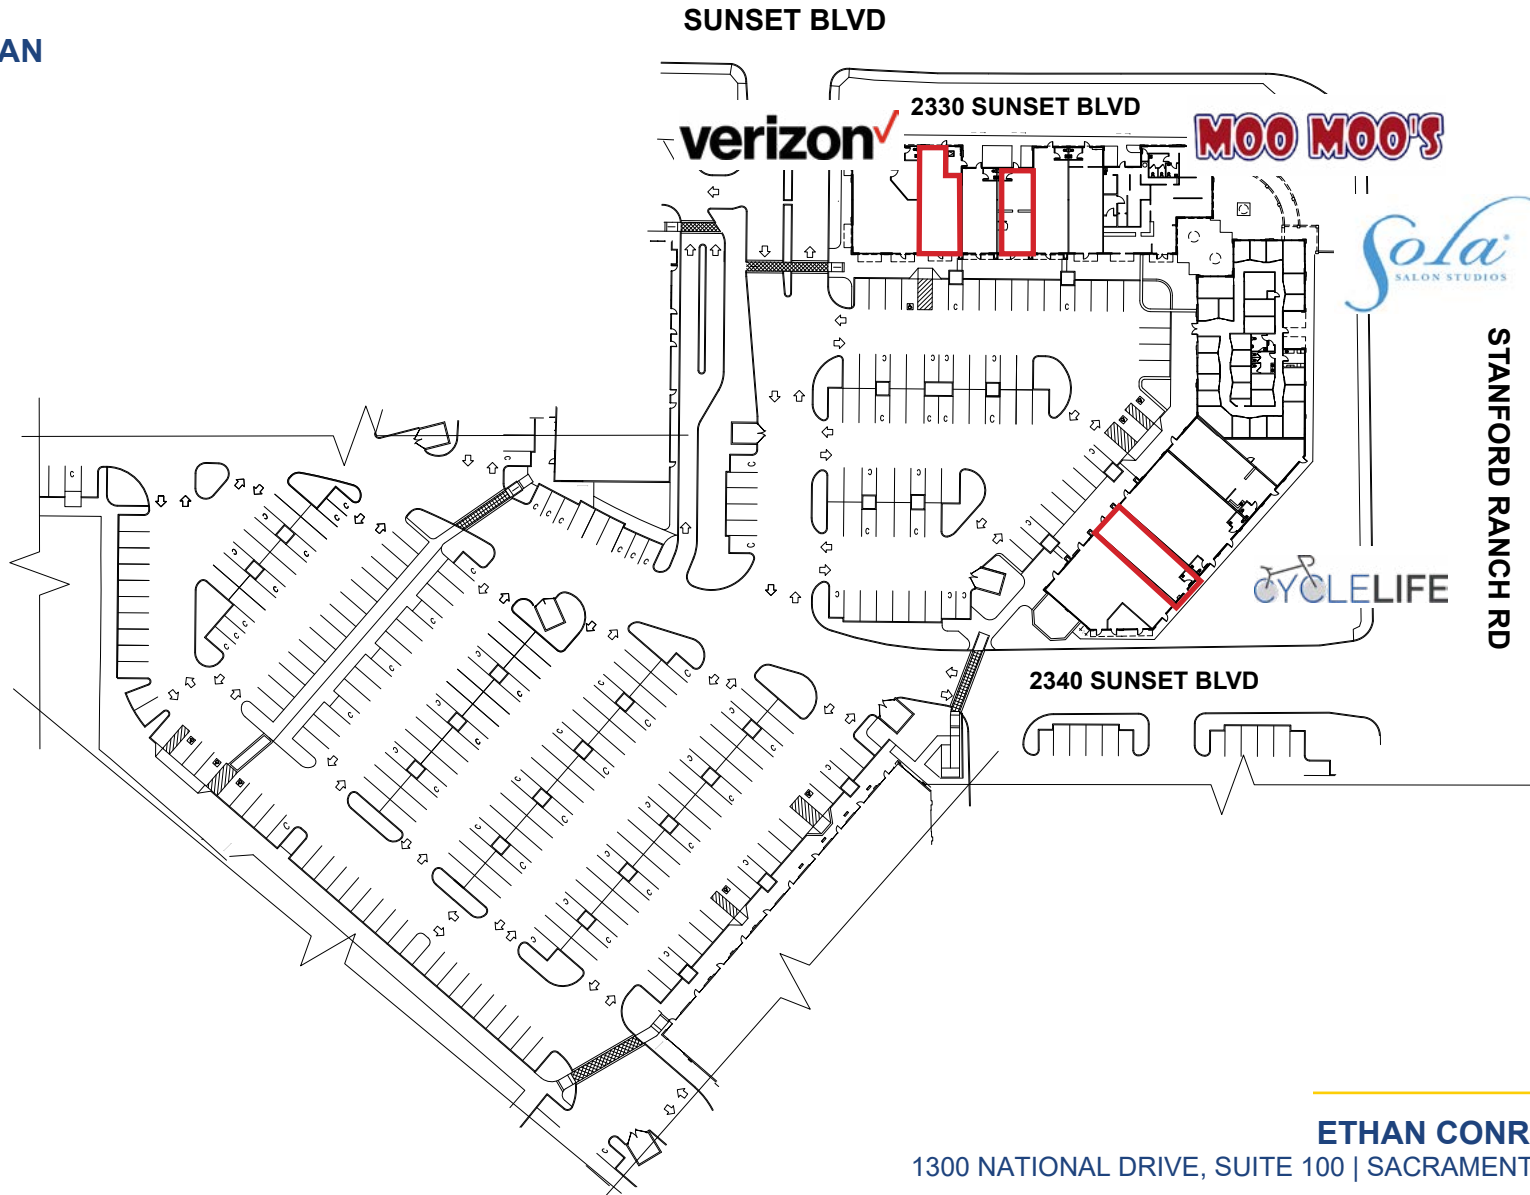 SUNSET BLVD
AN
2330 SUNSET BLVD
verizon
MOO MOO'S
Sola
SALON STUDIOS
STANFORD RANCH RD
CYCLELIFE
2340 SUNSET BLVD
ETHAN CONR
1300 NATIONAL DRIVE, SUITE 100 | SACRAMENT